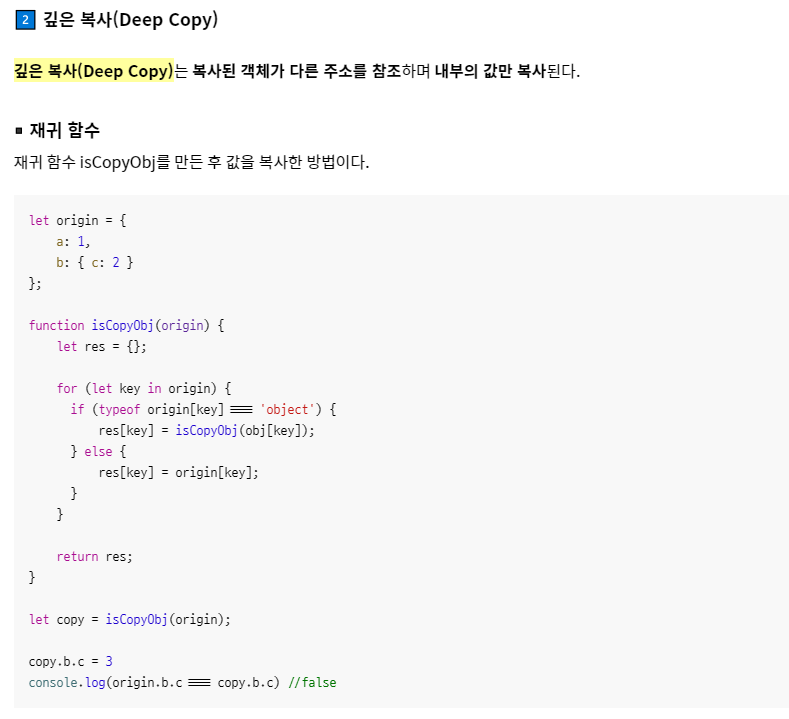 2 깊은 복사(Deep Copy)
깊은 복사(Deep Copy)는 복사된 객체가 다른 주소를 참조하며 내부의 값만 복사된다.
▪ 재귀 함수
재귀 함수 isCopyObj를 만든 후 값을 복사한 방법이다.
let origin = {
    a: 1,
    b: { c: 2 }
};
function isCopyObj(origin) {
    let res = {};
    for (let key in origin) {
      if (typeof origin[key] === 'object') {
          res[key] = isCopyObj(obj[key]);
      } else {
          res[key] = origin[key];
      }
    }
    return res;
}
let copy = isCopyObj(origin);
copy.b.c = 3
console.log(origin.b.c === copy.b.c) //false